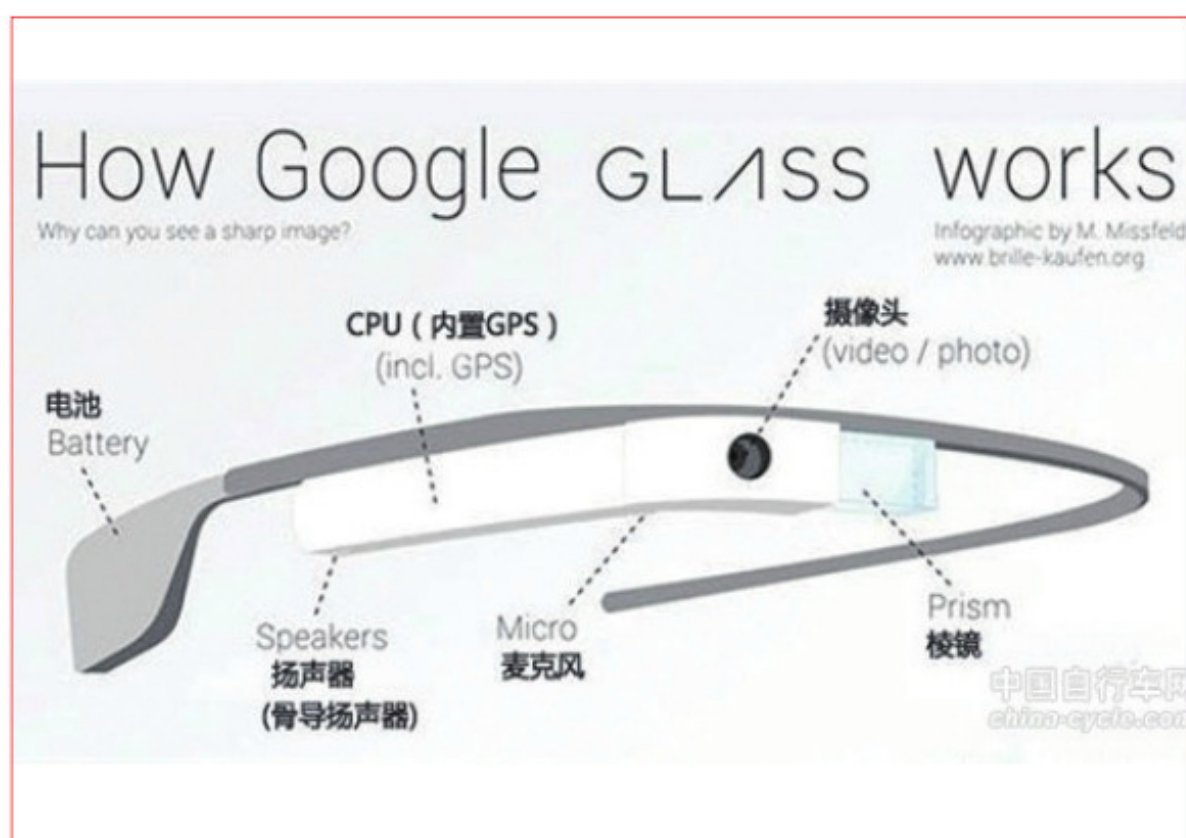 How Google GLASS works
Why can you see a sharp image?
Infographic by M. Missfeld
www.brille-kaufen.org
CPU（内置GPS）
(incl. GPS)
摄像头
(video / photo)
电池
Battery
Speakers
扬声器
(骨导扬声器)
Micro
麦克风
Prism
棱镜
中国自行车网
china-cycle.com